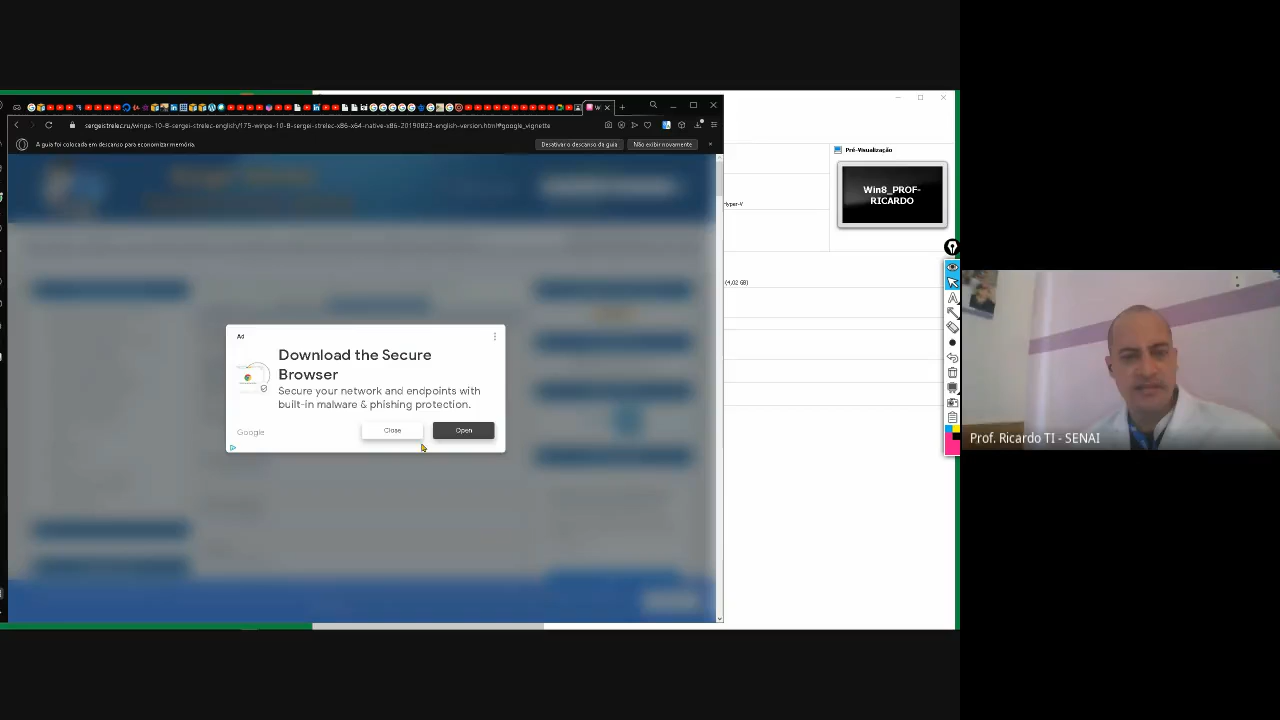 sergeistrelec.ru/winpe-10-8-sergei-strelec-english/175-winpe-10-8-sergei-strelec-x86-x64-native-x86-20190823-english-version.html#google_vignette
A guia foi colocada em descanso para economizar memória.
Desativar o descanso da guia
Não exibir novamente
Pré-Visualização
Win8_PROF-
RICARDO
Hyper-V
(4,02 GB)
Ad
Download the Secure
Browser
Secure your network and endpoints with
built-in malware & phishing protection.
Google
Close
Open
Prof. Ricardo TI - SENAI